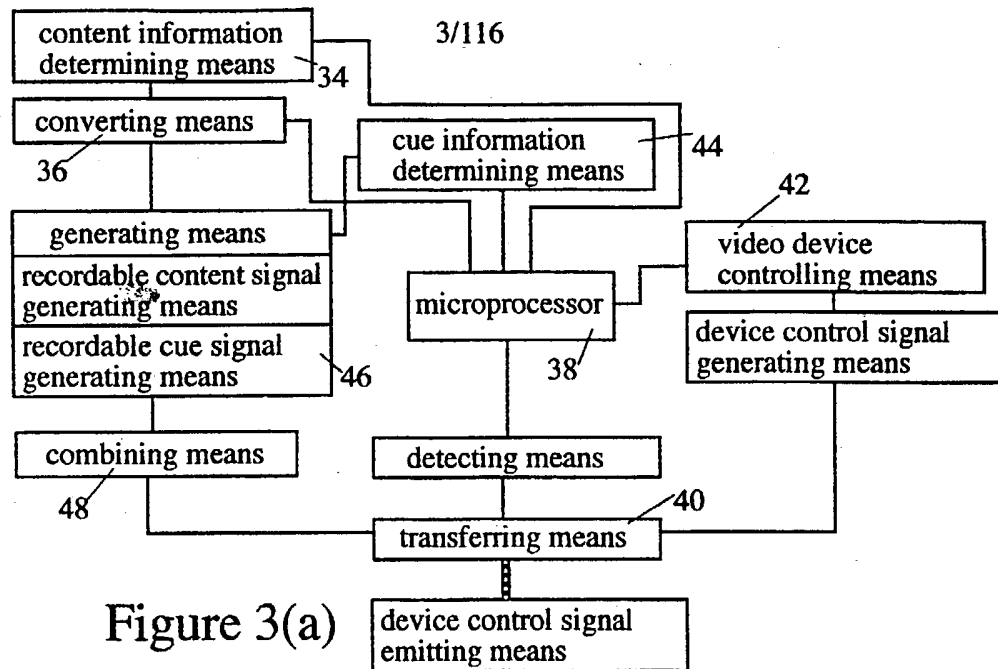 content information
determining means
34
3/116
converting means
36
cue information
determining means
44
generating means
recordable content signal
generating means
recordable cue signal
generating means
46
microprocessor
38
42
video device
controlling means
device control signal
generating means
combining means
48
detecting means
40
transferring means
device control signal
emitting means
Figure 3(a)